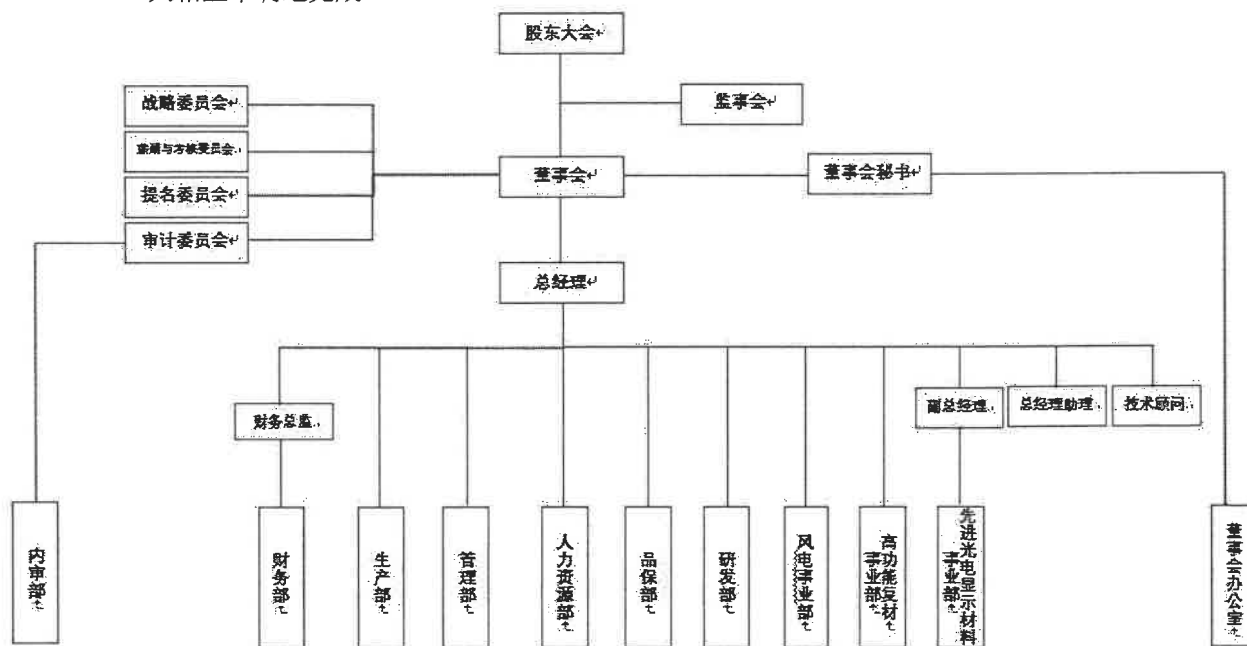 股东大会
战略委员会
监事会
薪酬与考核委员会
董事会
董事会秘书
提名委员会
审计委员会
总经理
财务总监
副总经理
总经理助理
技术顾问
内审部
财务部
生产部
管理部
人力资源部
品保部
研发部
风电事业部
高功能复材
事业部
先进光电显示材料
事业部
董事会办公室